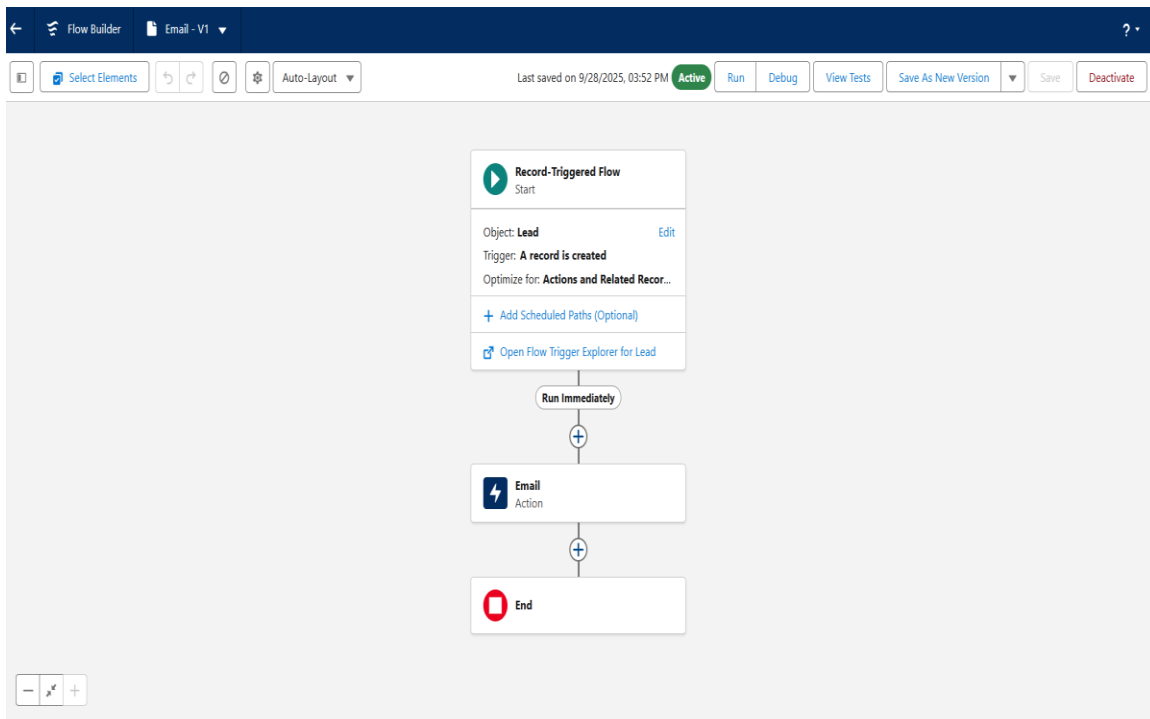 Flow Builder Email - V1 ?
Select Elements Auto-Layout Last saved on 9/28/2025, 03:52 PM Active Run Debug View Tests Save As New Version Save Deactivate
Record-Triggered Flow
Start
Object: Lead Edit
Trigger: A record is created
Optimize for: Actions and Related Recor...
+ Add Scheduled Paths (Optional)
Open Flow Trigger Explorer for Lead
Run Immediately
Email
Action
End